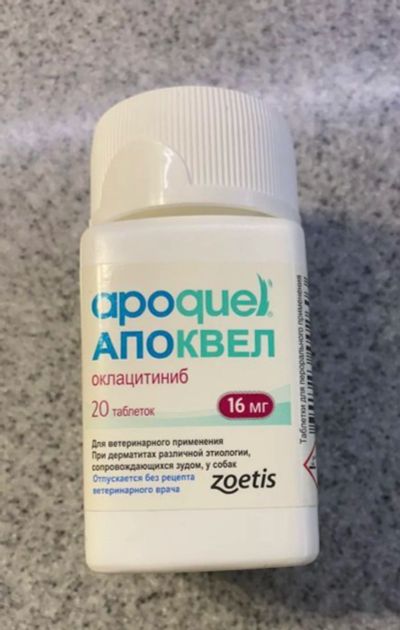 apoquel
АПОКВЕЛ
оклацитиниб
20 таблеток
16 мг
Для ветеринарного применения
При дерматитах различной этиологии,
сопровождающихся зудом, у собак
Отпускается без рецепта
ветеринарного врача
zoetis
Таблетки для перорального применения